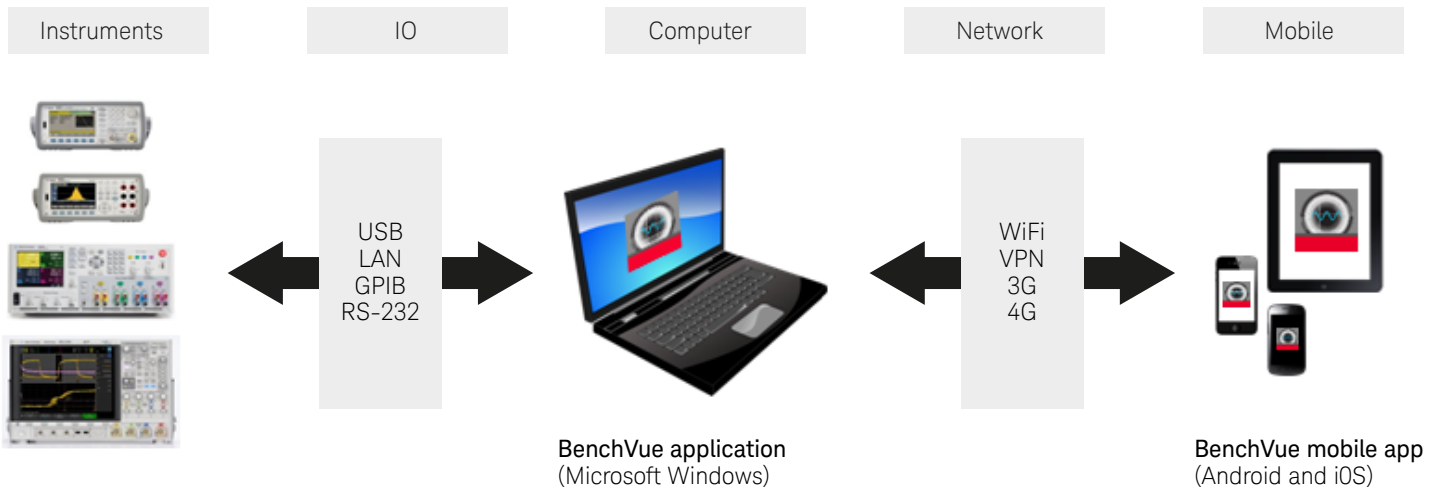 Instruments
IO
Computer
Network
Mobile
USB
LAN
GPIB
RS-232
WiFi
VPN
3G
4G
BenchVue application
(Microsoft Windows)
BenchVue mobile app
(Android and iOS)